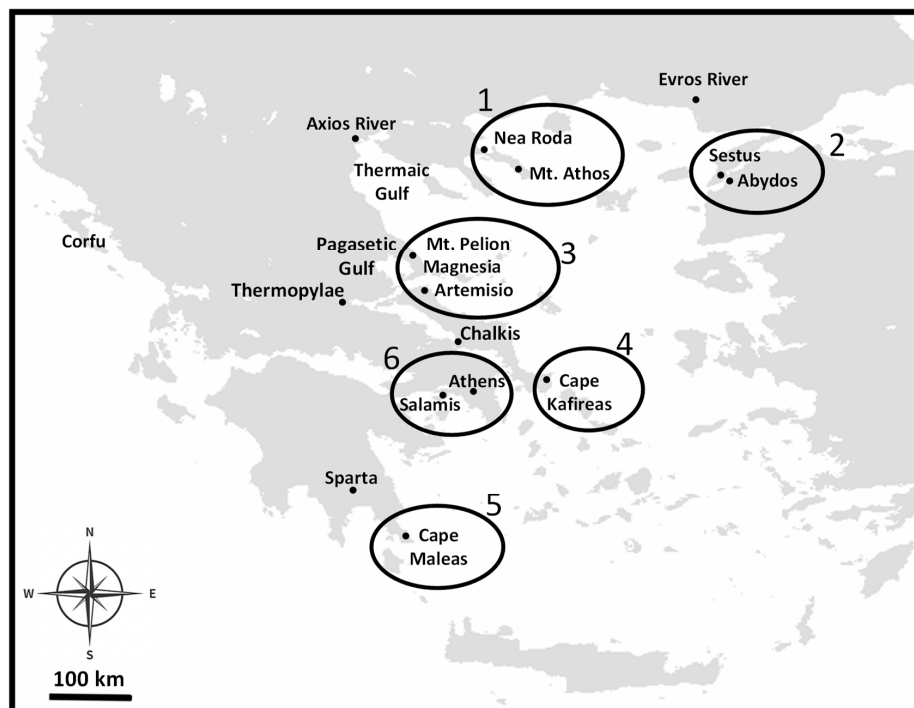 Evros River
1
Axios River
Nea Roda
2
Sestus
Mt. Athos
Abydos
Thermaic
Gulf
Corfu
Pagasetic
Gulf
Mt. Pelion
Magnesia
3
Thermopylae
Artemisio
Chalkis
4
6
Athens
Salamis
Cape
Kafireas
Sparta
5
Cape
Maleas
N
W
E
S
100 km